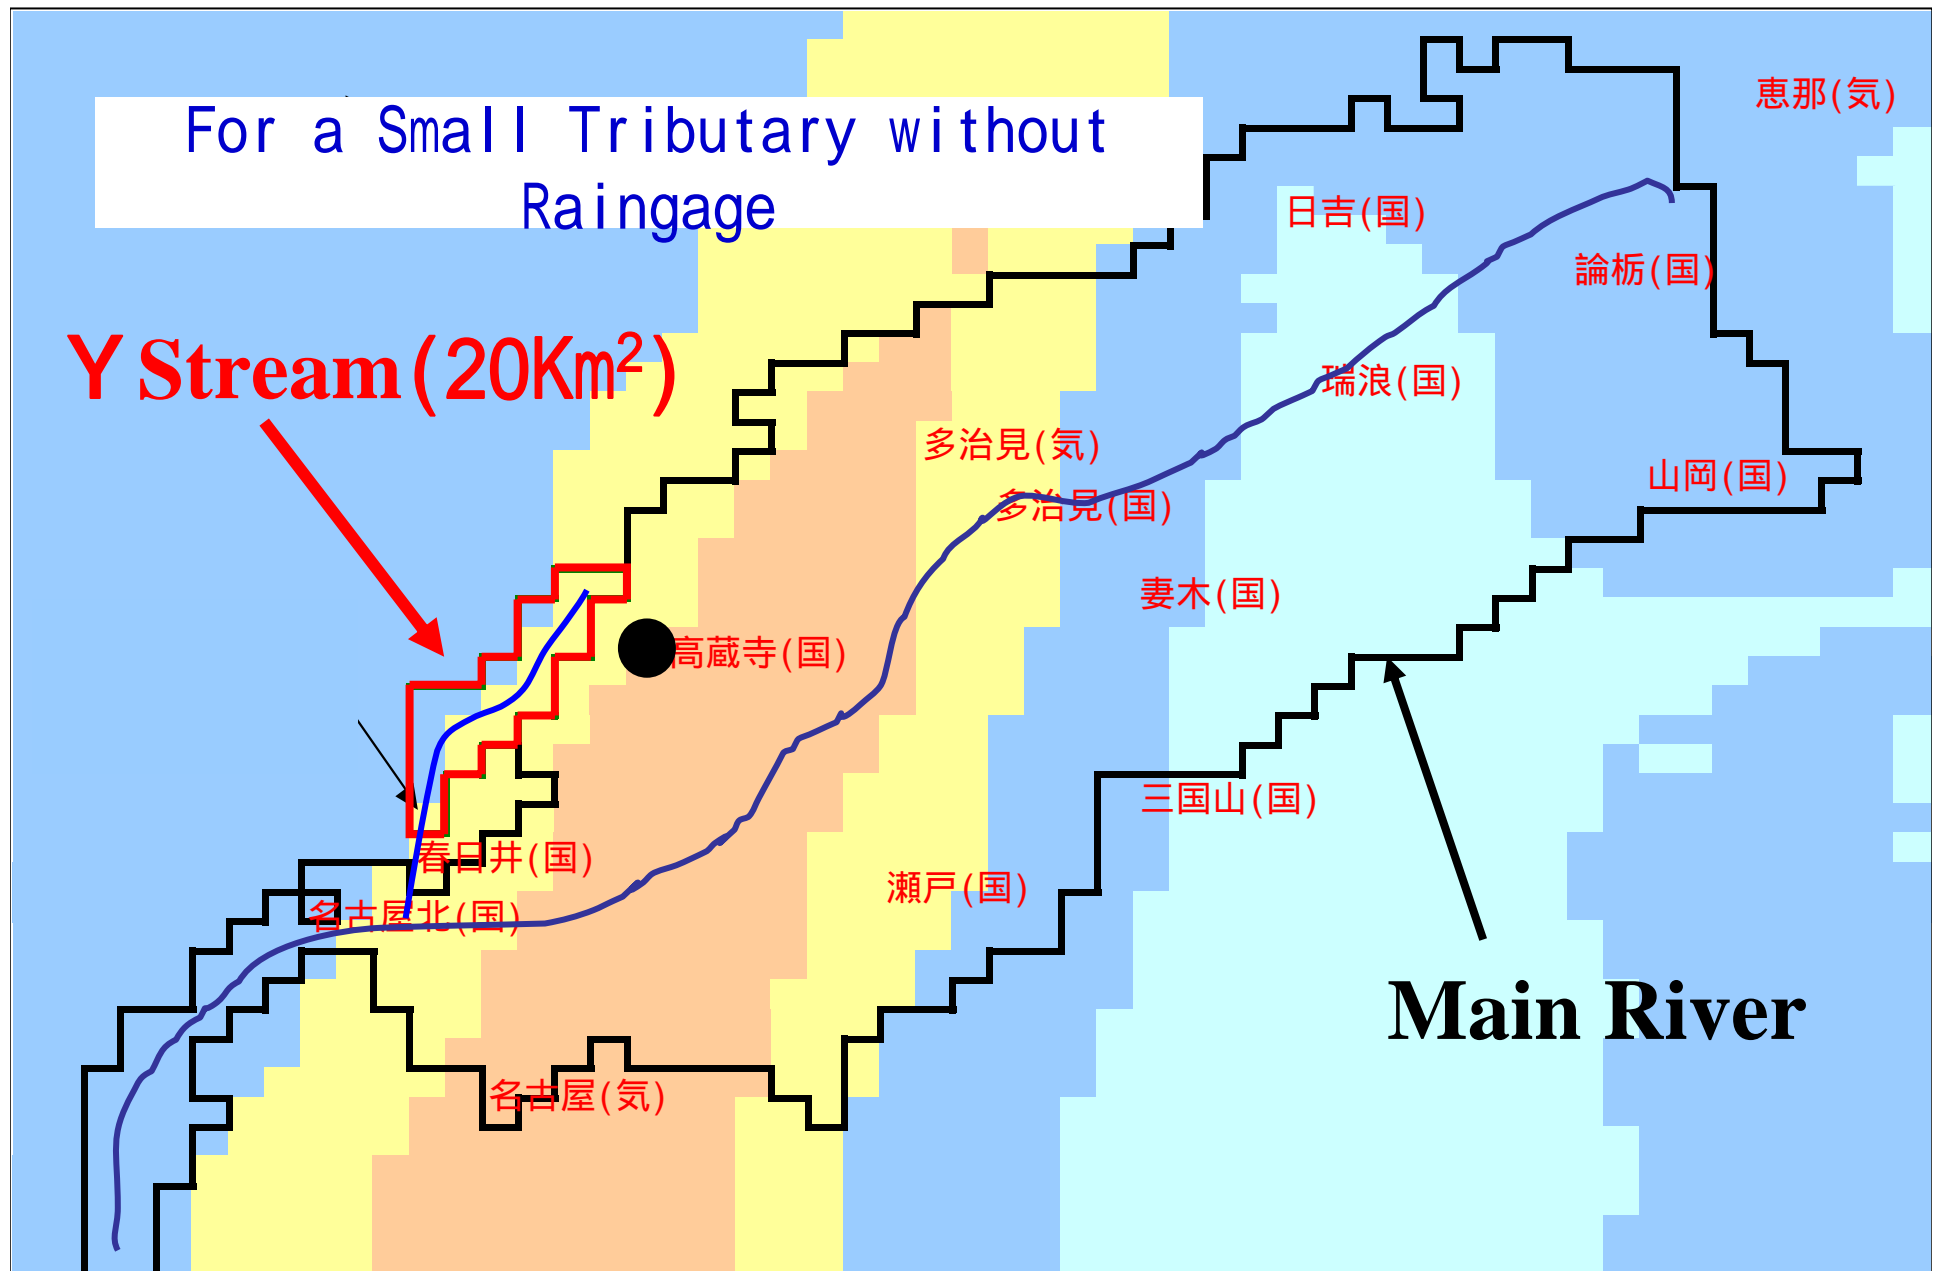 For a Small Tributary without
Raingage
恵那(気)
日吉(国)
論栃(国)
Y Stream(20Km²)
瑞浪(国)
多治見(気)
山岡(国)
多治見(国)
妻木(国)
高蔵寺(国)
三国山(国)
春日井(国)
瀬戸(国)
名古屋北(国)
Main River
名古屋(気)